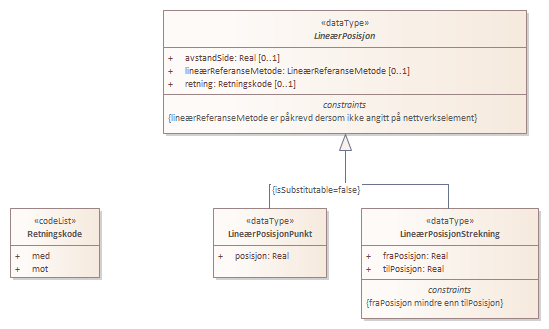 «dataType»
LineærPosisjon
+ avstandSide: Real [0..1]
+ lineærReferanseMetode: LineærReferanseMetode [0..1]
+ retning: Retningskode [0..1]
constraints
{lineærReferanseMetode er påkrevd dersom ikke angitt på nettverkselement}
{isSubstitutable=false}
«codeList»
Retningskode
+ med
+ mot
«dataType»
LineærPosisjonPunkt
+ posisjon: Real
«dataType»
LineærPosisjonStrekning
+ fraPosisjon: Real
+ tilPosisjon: Real
constraints
{fraPosisjon mindre enn tilPosisjon}